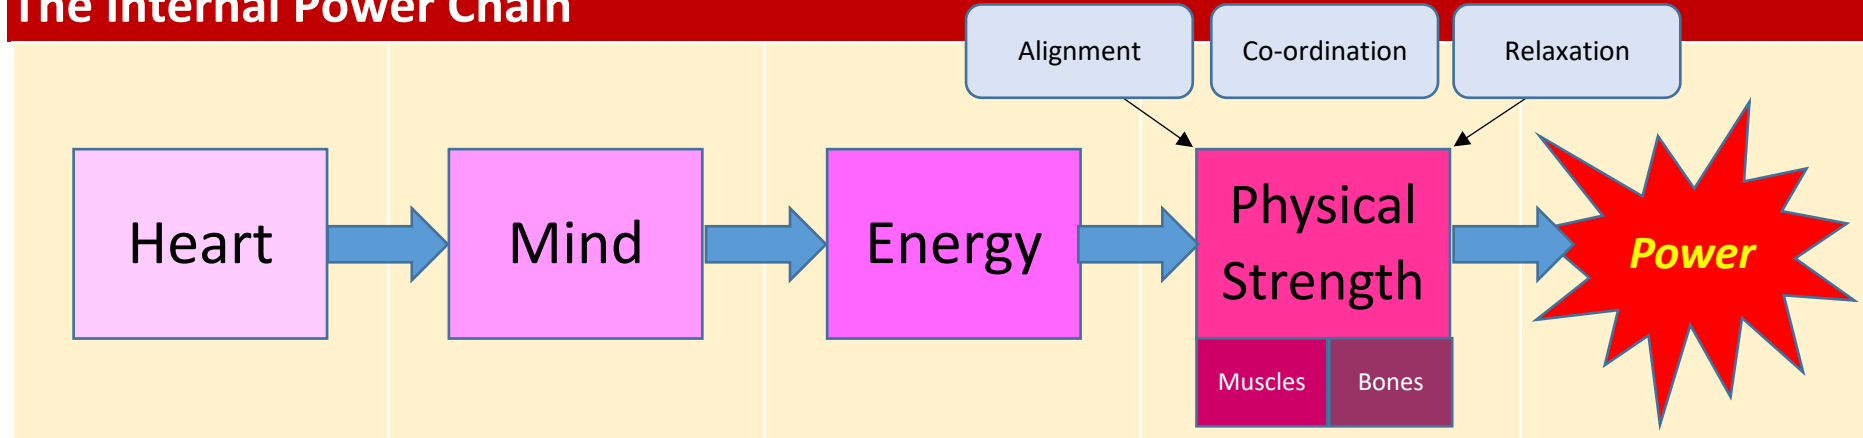 The Internal Power Chain
Alignment
Co-ordination
Relaxation
Heart
Mind
Energy
Physical
Strength
Power
Muscles
Bones